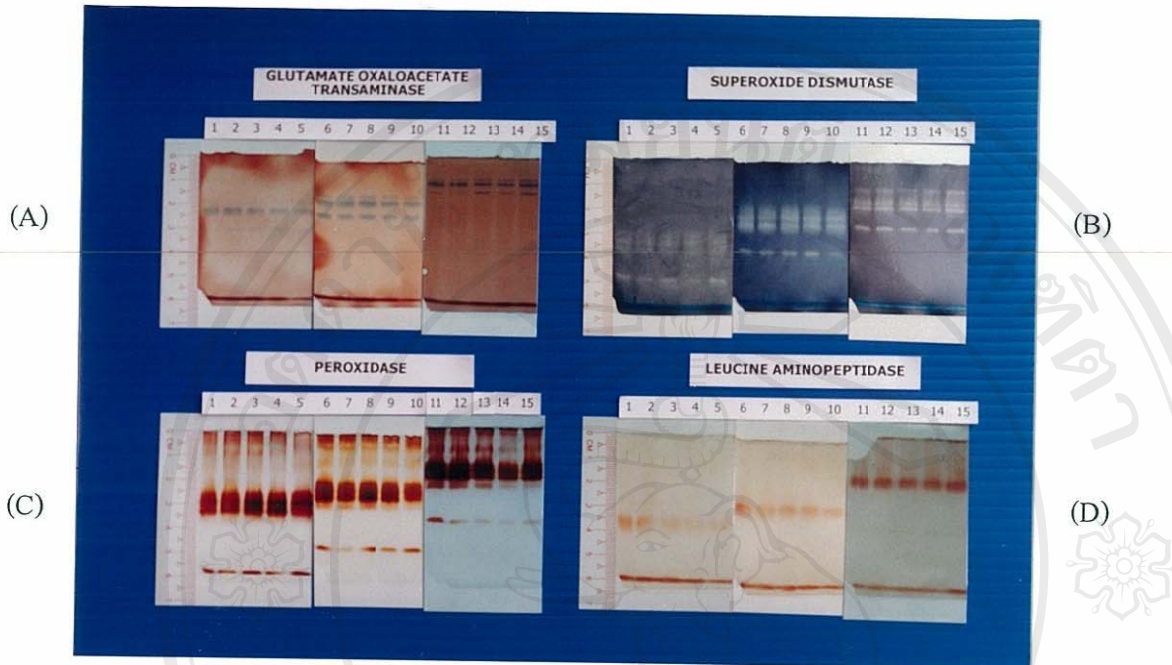 GLUTAMATE OXALOACETATE
TRANSAMINASE
SUPEROXIDE DISMUTASE
1 2 3 4 5 6 7 8 9 10 11 12 13 14 15
1 2 3 4 5 6 7 8 9 10 11 12 13 14 15
(A)
(B)
PEROXIDASE
LEUCINE AMINOPEPTIDASE
1 2 3 4 5 6 7 8 9 10 11 12 13 14 15
1 2 3 4 5 6 7 8 9 10 11 12 13 14 15
(C)
(D)